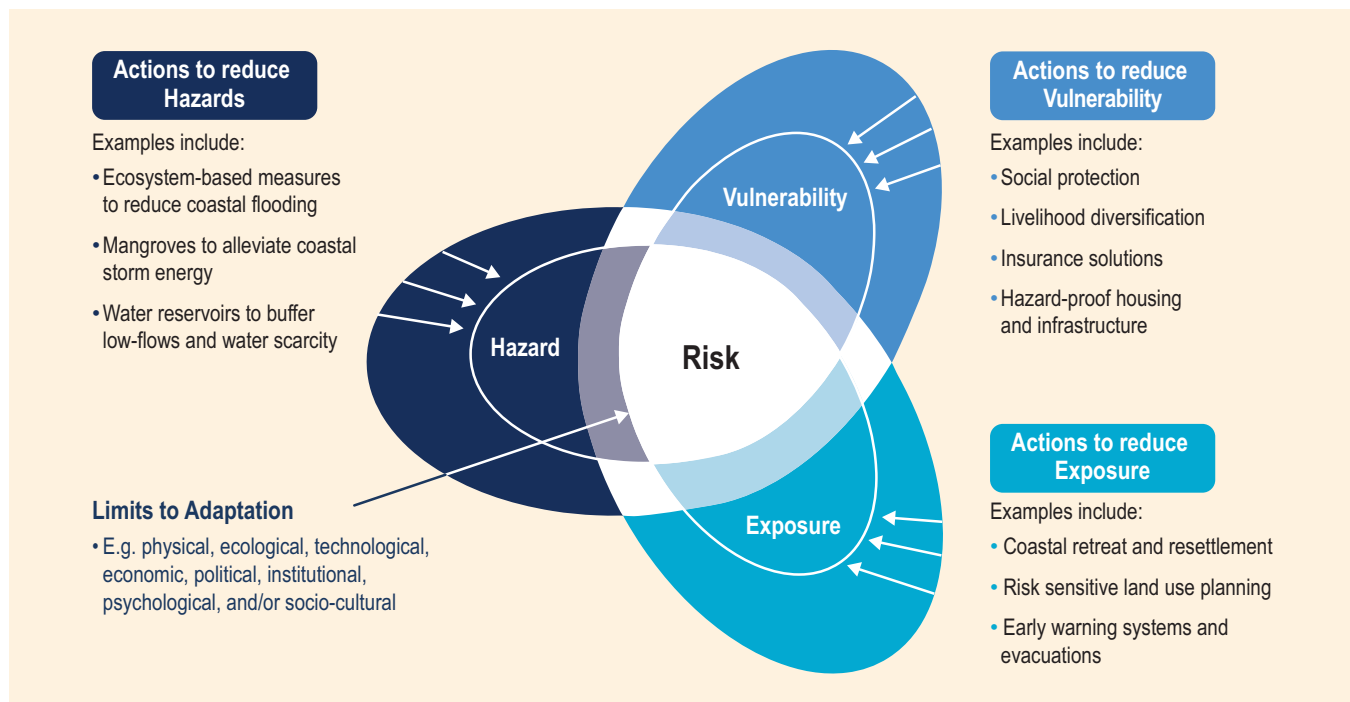 Actions to reduce
Hazards
Examples include:
• Ecosystem-based measures
to reduce coastal flooding
• Mangroves to alleviate coastal
storm energy
• Water reservoirs to buffer
low-flows and water scarcity
Limits to Adaptation
• E.g. physical, ecological, technological,
economic, political, institutional,
psychological, and/or socio-cultural
Vulnerability
Hazard
Risk
Exposure
Actions to reduce
Vulnerability
Examples include:
• Social protection
• Livelihood diversification
• Insurance solutions
• Hazard-proof housing
and infrastructure
Actions to reduce
Exposure
Examples include:
• Coastal retreat and resettlement
• Risk sensitive land use planning
• Early warning systems and
evacuations